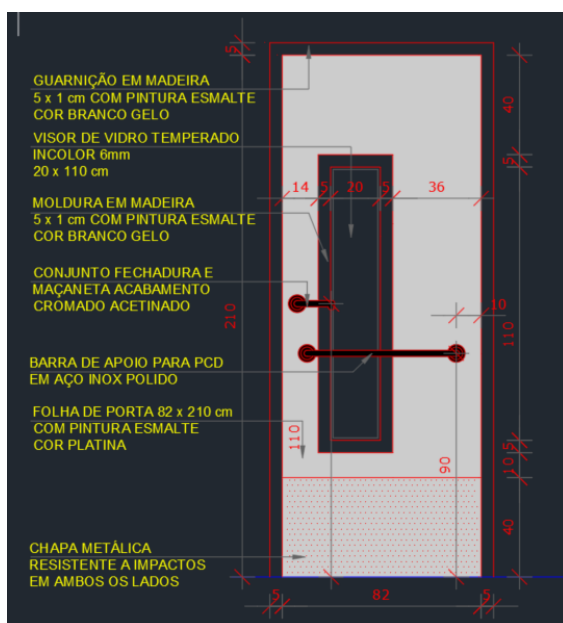 GUARNIÇÃO EM MADEIRA
5 x 1 cm COM PINTURA ESMALTE
COR BRANCO GELO
VISOR DE VIDRO TEMPERADO
INCOLOR 6mm
20 x 110 cm
MOLDURA EM MADEIRA
5 x 1 cm COM PINTURA ESMALTE
COR BRANCO GELO
CONJUNTO FECHADURA E
MAÇANETA ACABAMENTO
CROMADO ACETINADO
BARRA DE APOIO PARA PCD
EM AÇO INOX POLIDO
FOLHA DE PORTA 82 x 210 cm
COM PINTURA ESMALTE
COR PLATINA
CHAPA METÁLICA
RESISTENTE A IMPACTOS
EM AMBOS OS LADOS
5
210
14 5 20 5 36
10
110
90
40
5
110
5
10
40
5 82 5